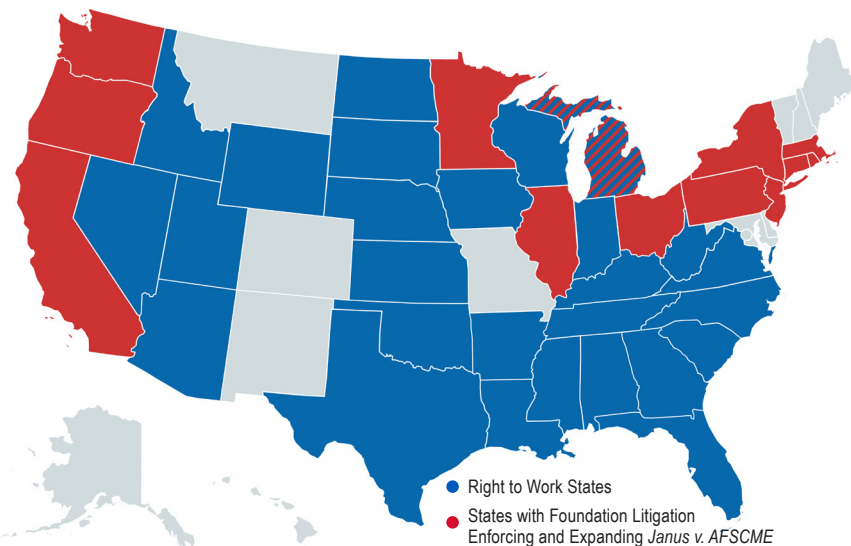 Right to Work States
States with Foundation Litigation
Enforcing and Expanding Janus v. AFSCME